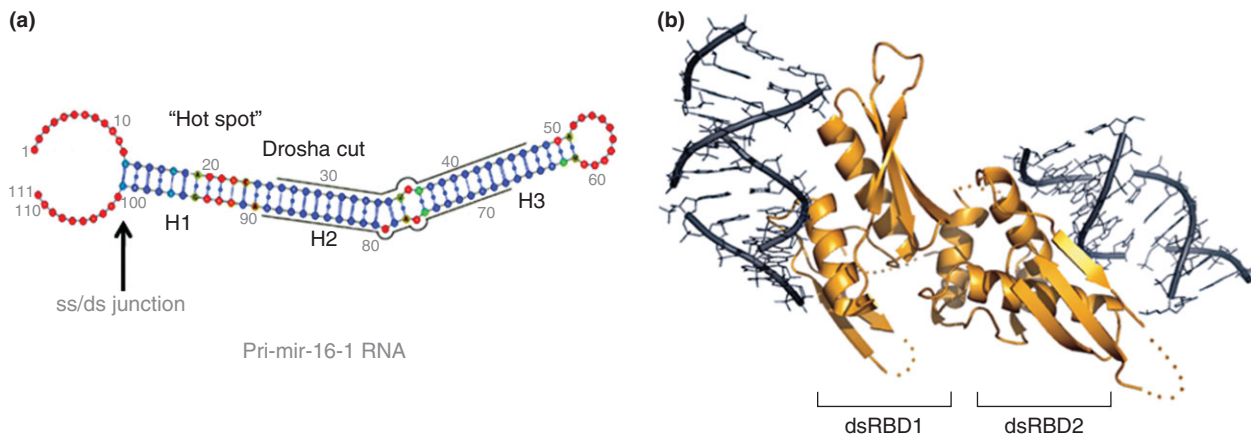 (a)
(b)
"Hot spot"
Drosha cut
1
10
20
30
40
50
60
70
80
90
100
110
111
H1
H2
H3
ss/ds junction
Pri-mir-16-1 RNA
dsRBD1
dsRBD2